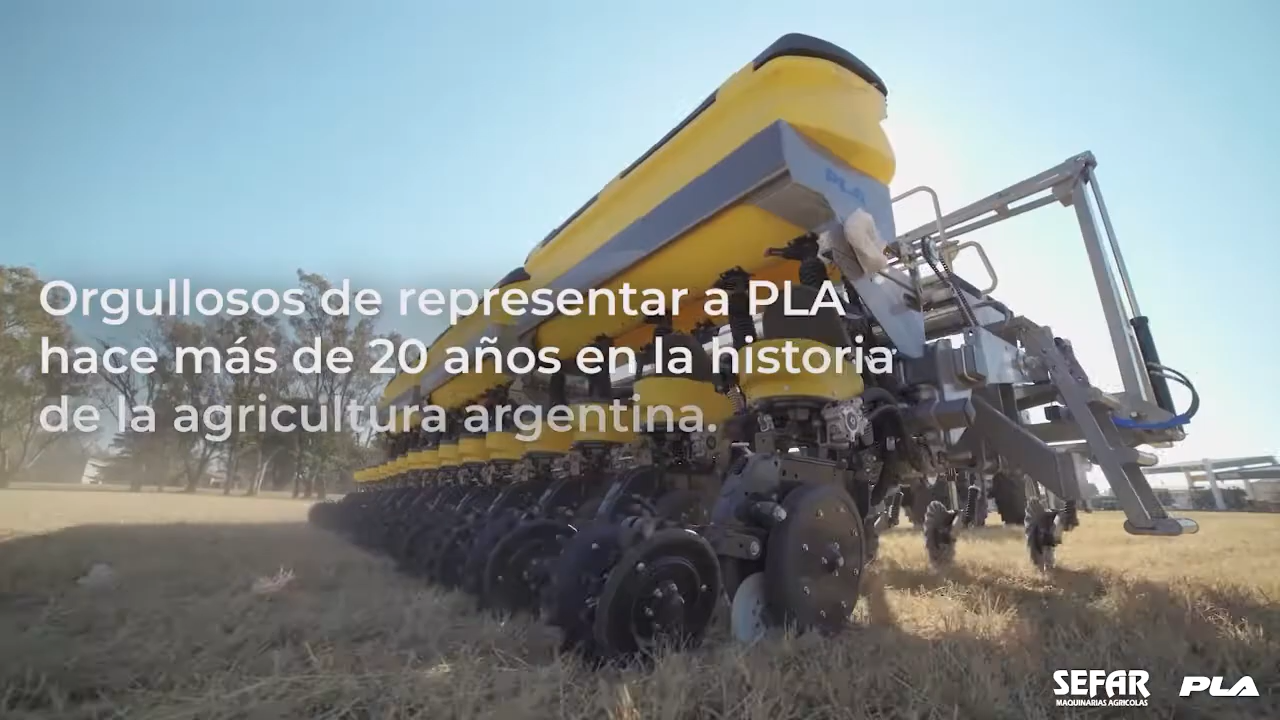 PLA
Orgullosos de representar a PLA
hace más de 20 años en la historia
de la agricultura argentina.
SEFAR
MAQUINARIAS AGRICOLAS
PLA